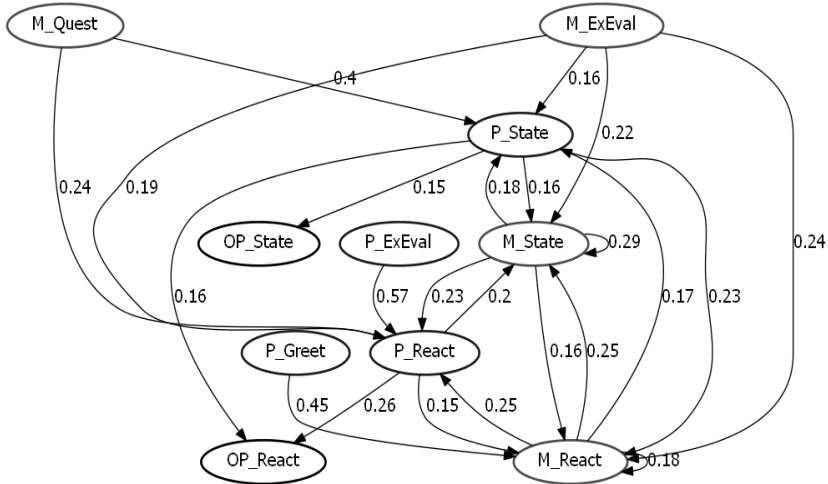 M_Quest
M_ExEval
0.4
0.16
P_State
0.22
0.24
0.19
0.15
0.18
0.16
OP_State
P_ExEval
M_State
0.29
0.24
0.16
0.57
0.23
0.2
0.17
0.23
P_Greet
P_React
0.16
0.25
0.45
0.26
0.15
0.25
OP_React
M_React
0.18